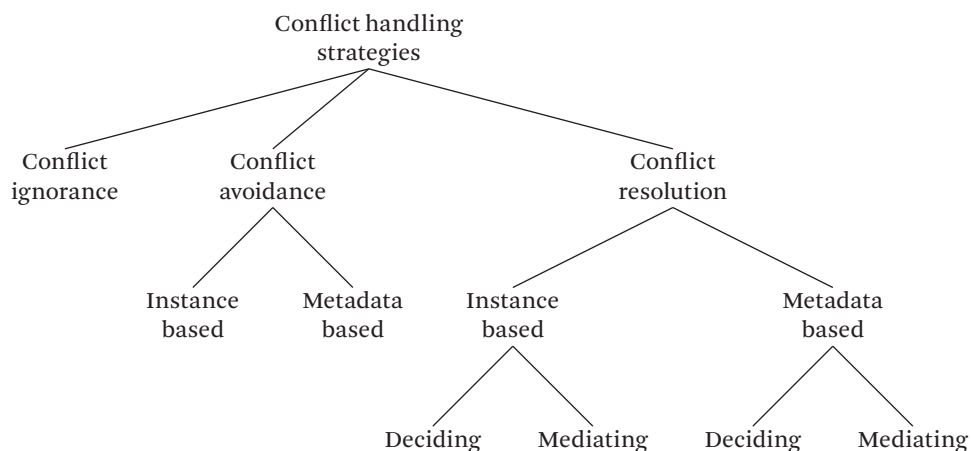 Conflict handling
strategies
Conflict
ignorance
Conflict
avoidance
Conflict
resolution
Instance
based
Metadata
based
Instance
based
Metadata
based
Deciding
Mediating
Deciding
Mediating